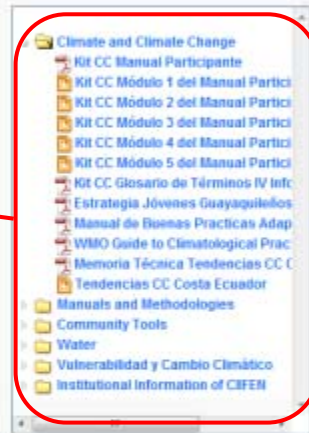 Climate and Climate Change
Kit CC Manual Participante
Kit CC Módulo 1 del Manual Partici
Kit CC Módulo 2 del Manual Partici
Kit CC Módulo 3 del Manual Partici
Kit CC Módulo 4 del Manual Partici
Kit CC Módulo 5 del Manual Partici
Kit CC Glosario de Términos IV Info
Estrategia Jóvenes Guayaquileños
Manual de Buenas Practicas Adap
WMO Guide to Climatological Prac
Memoria Técnica Tendencias CC C
Tendencias CC Costa Ecuador
Manuals and Methodologies
Community Tools
Water
Vulnerabilidad y Cambio Climático
Institutional Information of CIIFEN